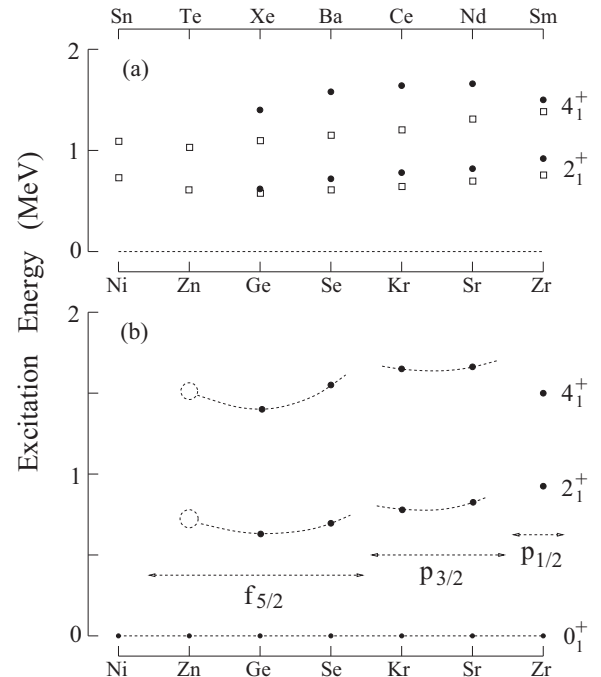 Sn Te Xe Ba Ce Nd Sm
2
(a)
4₁⁺
1
2₁⁺
0
Ni Zn Ge Se Kr Sr Zr
Excitation Energy (MeV)
2
(b)
4₁⁺
1
2₁⁺
p₁/₂
p₃/₂
f₅/₂
0
0₁⁺
Ni Zn Ge Se Kr Sr Zr